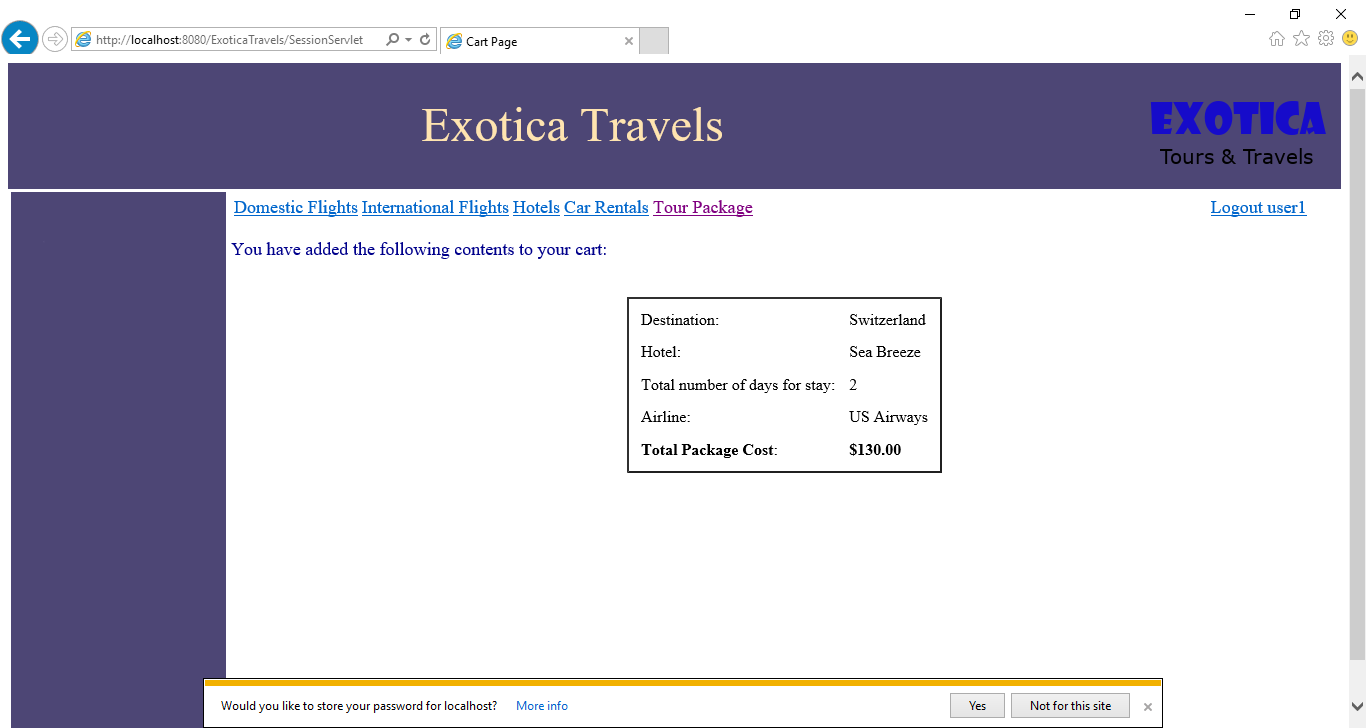 http://localhost:8080/ExoticaTravels/SessionServlet
Cart Page
Exotica Travels
EXOTICA
Tours & Travels
Domestic Flights International Flights Hotels Car Rentals Tour Package Logout user1
You have added the following contents to your cart:
Destination: Switzerland
Hotel: Sea Breeze
Total number of days for stay: 2
Airline: US Airways
Total Package Cost: $130.00
Would you like to store your password for localhost? More info Yes Not for this site